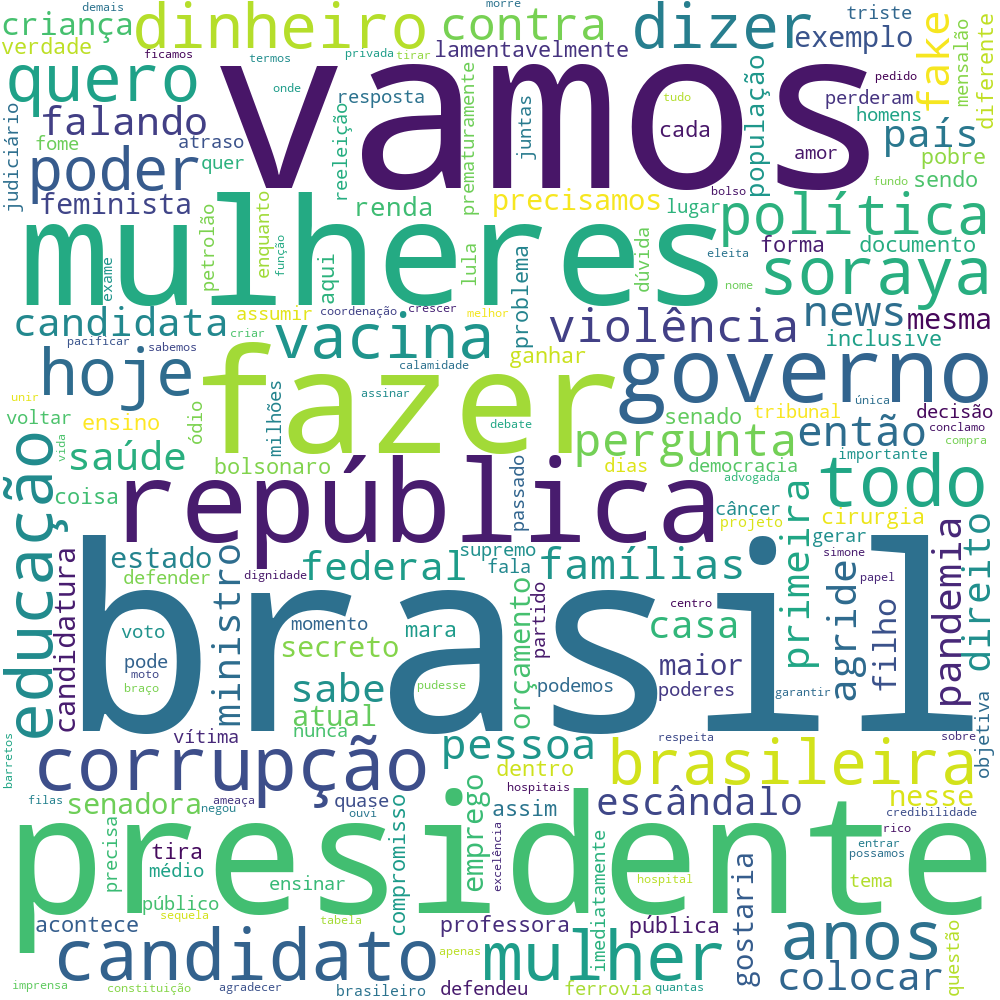 demais
morre
criança
dinheiro
contra
dizer
triste
verdade
ficamos
termos
privada
tirar
lamentavelmente
exemplo
fake
mensalão
diferente
quero
vamos
onde
resposta
tudo
pedido
perderam
falando
reeleição
juntas
cada
população
homens
país
judiciário
fome
atraso
poder
quer
prematuramente
amor
pobre
feminista
enquanto
renda
precisamos
bolso
lugar
fundo
sendo
mulheres
política
petrolão
função
aqui
lula
problema
dúvida
eleita
forma
documento
exame
soraya
nome
candidata
assumir
coordenação
crescer
melhor
vacina
violência
news
mesma
pacificar
sabemos
criar
ganhar
inclusive
hoje
fazer
calamidade
governo
unir
assinar
única
voltar
ensino
ódio
milhões
debate
senado
tribunal
decisão
conclamo
educação
vida
saúde
pergunta
então
bolsonaro
passado
dias
democracia
importante
compra
coisa
república
advogada
todo
câncer
primeira
projeto
cirurgia
estado
federal
supremo
fala
famílias
gerar
simone
pandemia
direito
candidatura
defender
dignidade
ministro
brasil
orçamento
partido
centro
agride
papel
filho
voto
momento
mara
casa
secreto
pode
moto
braço
sabe
pudesse
podemos
maior
poderes
garantir
atual
nunca
objetiva
barretos
vítima
respeita
sobre
corrupção
pessoa
brasileira
filas
precisa
senadora
ameaça
negou
quase
ouvi
compromisso
emprego
dentro
hospitais
assim
escândalo
nesse
credibilidade
rico
presidente
excelência
tira
entrar
possamos
médio
ensinar
imediatamente
hospital
gostaria
tema
público
sequela
tabela
acontece
professora
pública
questão
candidato
apenas
mulher
anos
colocar
imprensa
constituição
agradecer
brasileiro
defendeu
ferrovia
quantas